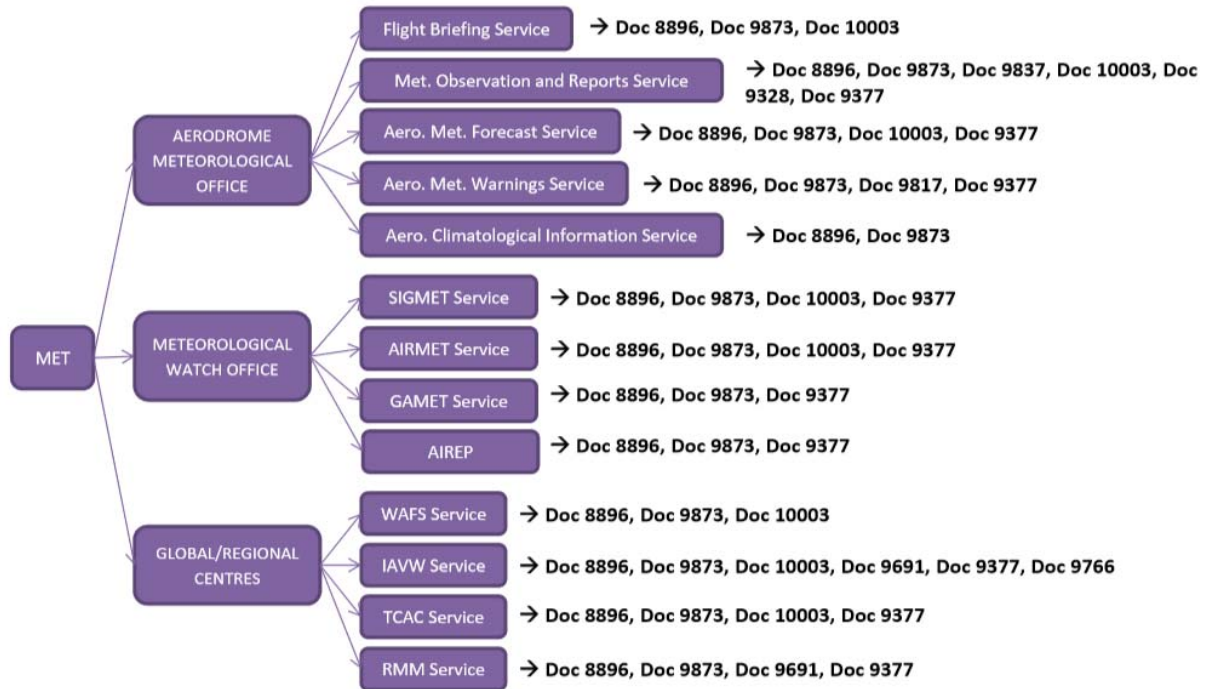 Flight Briefing Service → Doc 8896, Doc 9873, Doc 10003
Met. Observation and Reports Service → Doc 8896, Doc 9873, Doc 9837, Doc 10003, Doc
9328, Doc 9377
AERODROME
METEOROLOGICAL
OFFICE
Aero. Met. Forecast Service → Doc 8896, Doc 9873, Doc 10003, Doc 9377
Aero. Met. Warnings Service → Doc 8896, Doc 9873, Doc 9817, Doc 9377
Aero. Climatological Information Service → Doc 8896, Doc 9873
MET
METEOROLOGICAL
WATCH OFFICE
SIGMET Service → Doc 8896, Doc 9873, Doc 10003, Doc 9377
AIRMET Service → Doc 8896, Doc 9873, Doc 10003, Doc 9377
GAMET Service → Doc 8896, Doc 9873, Doc 9377
AIREP → Doc 8896, Doc 9873, Doc 9377
GLOBAL/REGIONAL
CENTRES
WAFS Service → Doc 8896, Doc 9873, Doc 10003
IAVW Service → Doc 8896, Doc 9873, Doc 10003, Doc 9691, Doc 9377, Doc 9766
TCAC Service → Doc 8896, Doc 9873, Doc 10003, Doc 9377
RMM Service → Doc 8896, Doc 9873, Doc 9691, Doc 9377